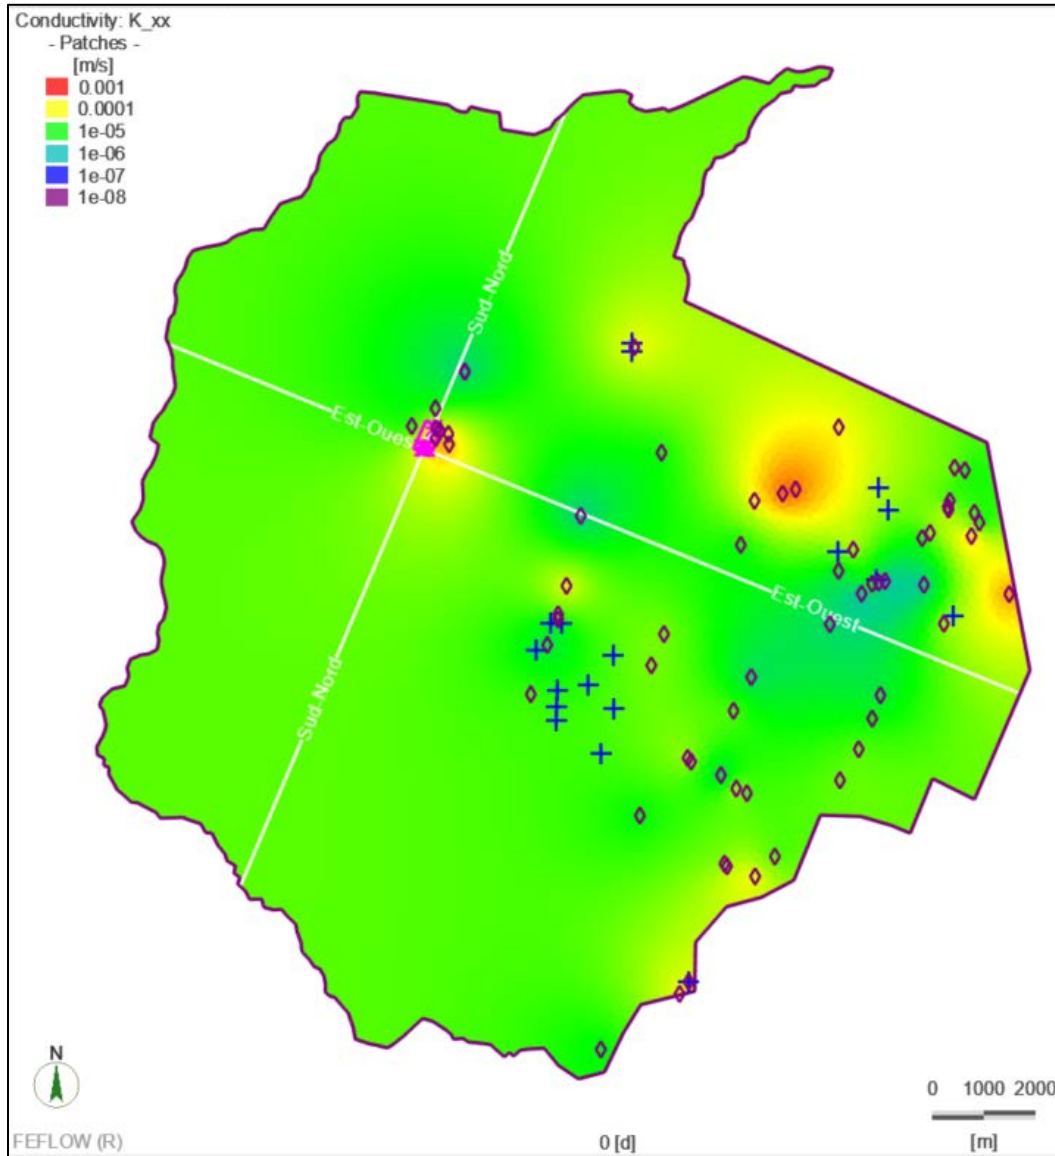 Conductivity: K_xx
- Patches -
[m/s]
0.001
0.0001
1e-05
1e-06
1e-07
1e-08
Sud-Nord
Est-Ouest
Est-Ouest
Sud-Nord
N
0 1000 2000
FEFLOW (R)
0 [d]
[m]